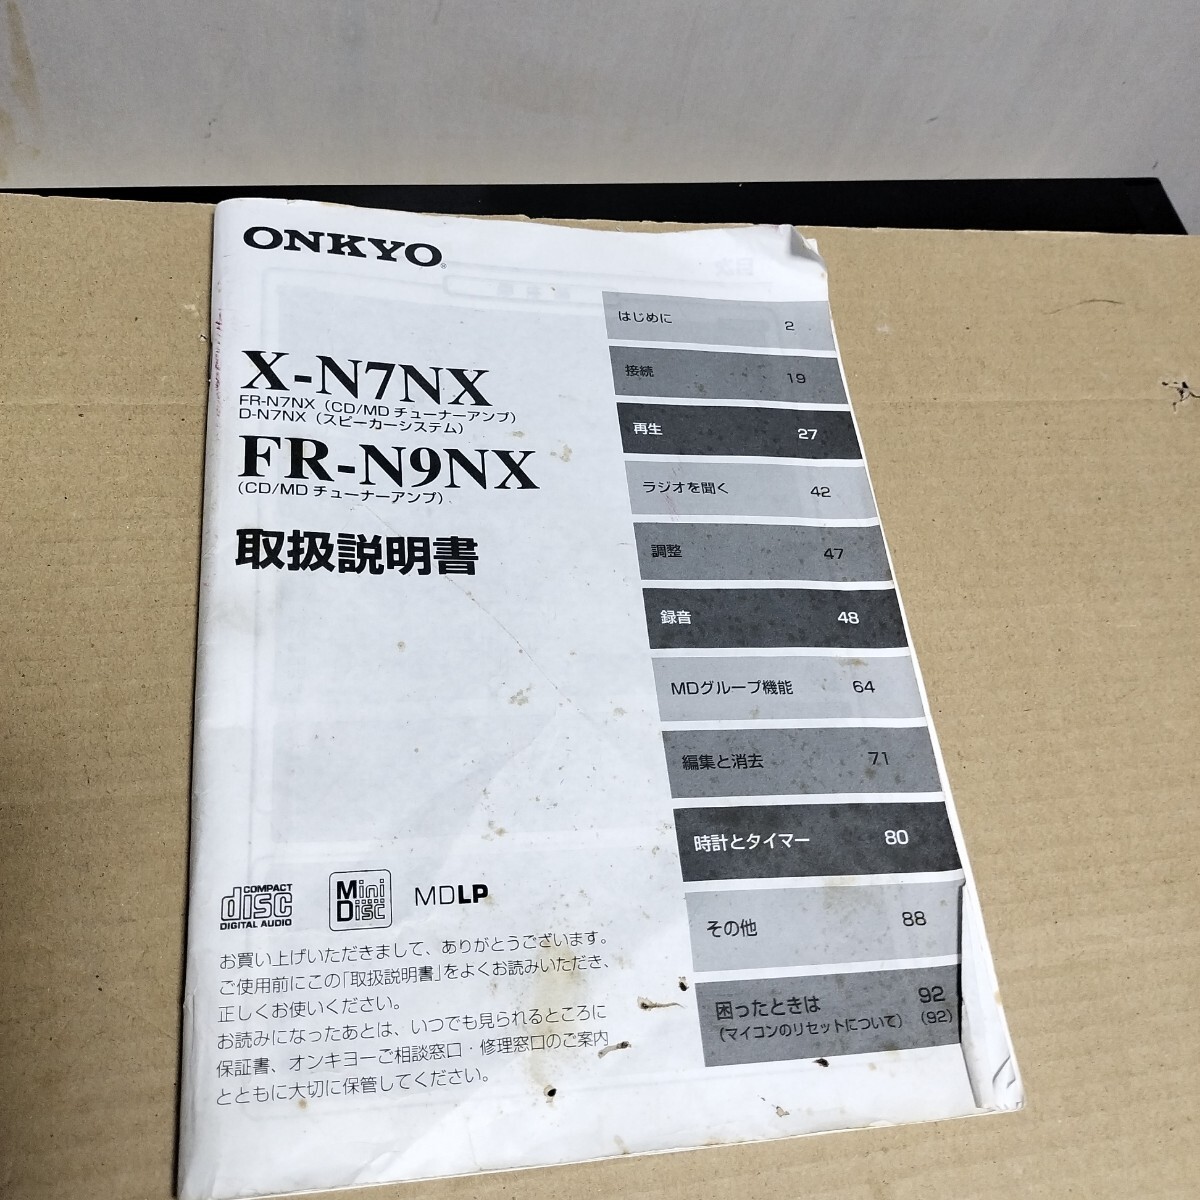 ONKYO®
X-N7NX
FR-N7NX（CD/MD チューナーアンプ）
D-N7NX（スピーカーシステム）
FR-N9NX
（CD/MD チューナーアンプ）
取扱説明書
はじめに 2
接続 19
再生 27
ラジオを聞く 42
調整 47
録音 48
MDグループ機能 64
編集と消去 71
時計とタイマー 80
その他 88
困ったときは 92
（マイコンのリセットについて）（92）
COMPACT
disc
DIGITAL AUDIO
Mini
Disc
MDLP
お買い上げいただきまして、ありがとうございます。
ご使用前にこの「取扱説明書」をよくお読みいただき、
正しくお使いください。
お読みになったあとは、いつでも見られるところに
保証書、オンキヨーご相談窓口・修理窓口のご案内
とともに大切に保管してください。